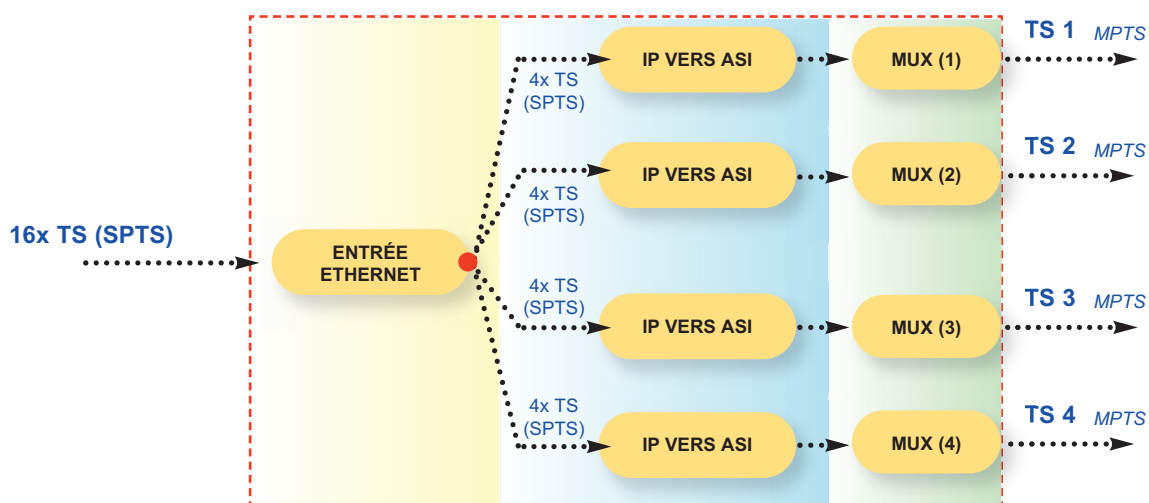 TS 1 MPTS
IP VERS ASI
MUX (1)
4x TS
(SPTS)
TS 2 MPTS
IP VERS ASI
MUX (2)
4x TS
(SPTS)
16x TS (SPTS)
ENTRÉE
ETHERNET
4x TS
(SPTS)
IP VERS ASI
MUX (3)
TS 3 MPTS
4x TS
(SPTS)
IP VERS ASI
MUX (4)
TS 4 MPTS